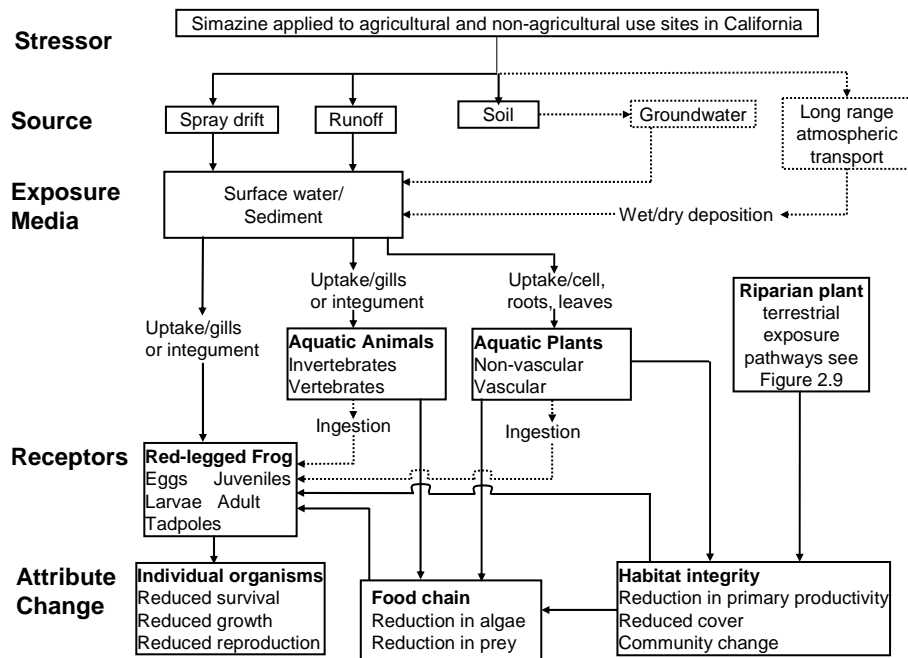 Stressor
Simazine applied to agricultural and non-agricultural use sites in California
Source
Spray drift
Runoff
Soil
Groundwater
Long range
atmospheric
transport
Exposure
Media
Surface water/
Sediment
Wet/dry deposition
Uptake/gills
or integument
Uptake/gills
or integument
Uptake/cell,
roots, leaves
Riparian plant
terrestrial
exposure
pathways see
Figure 2.9
Aquatic Animals
Invertebrates
Vertebrates
Aquatic Plants
Non-vascular
Vascular
Ingestion
Ingestion
Receptors
Red-legged Frog
Eggs Juveniles
Larvae Adult
Tadpoles
Attribute
Change
Individual organisms
Reduced survival
Reduced growth
Reduced reproduction
Food chain
Reduction in algae
Reduction in prey
Habitat integrity
Reduction in primary productivity
Reduced cover
Community change